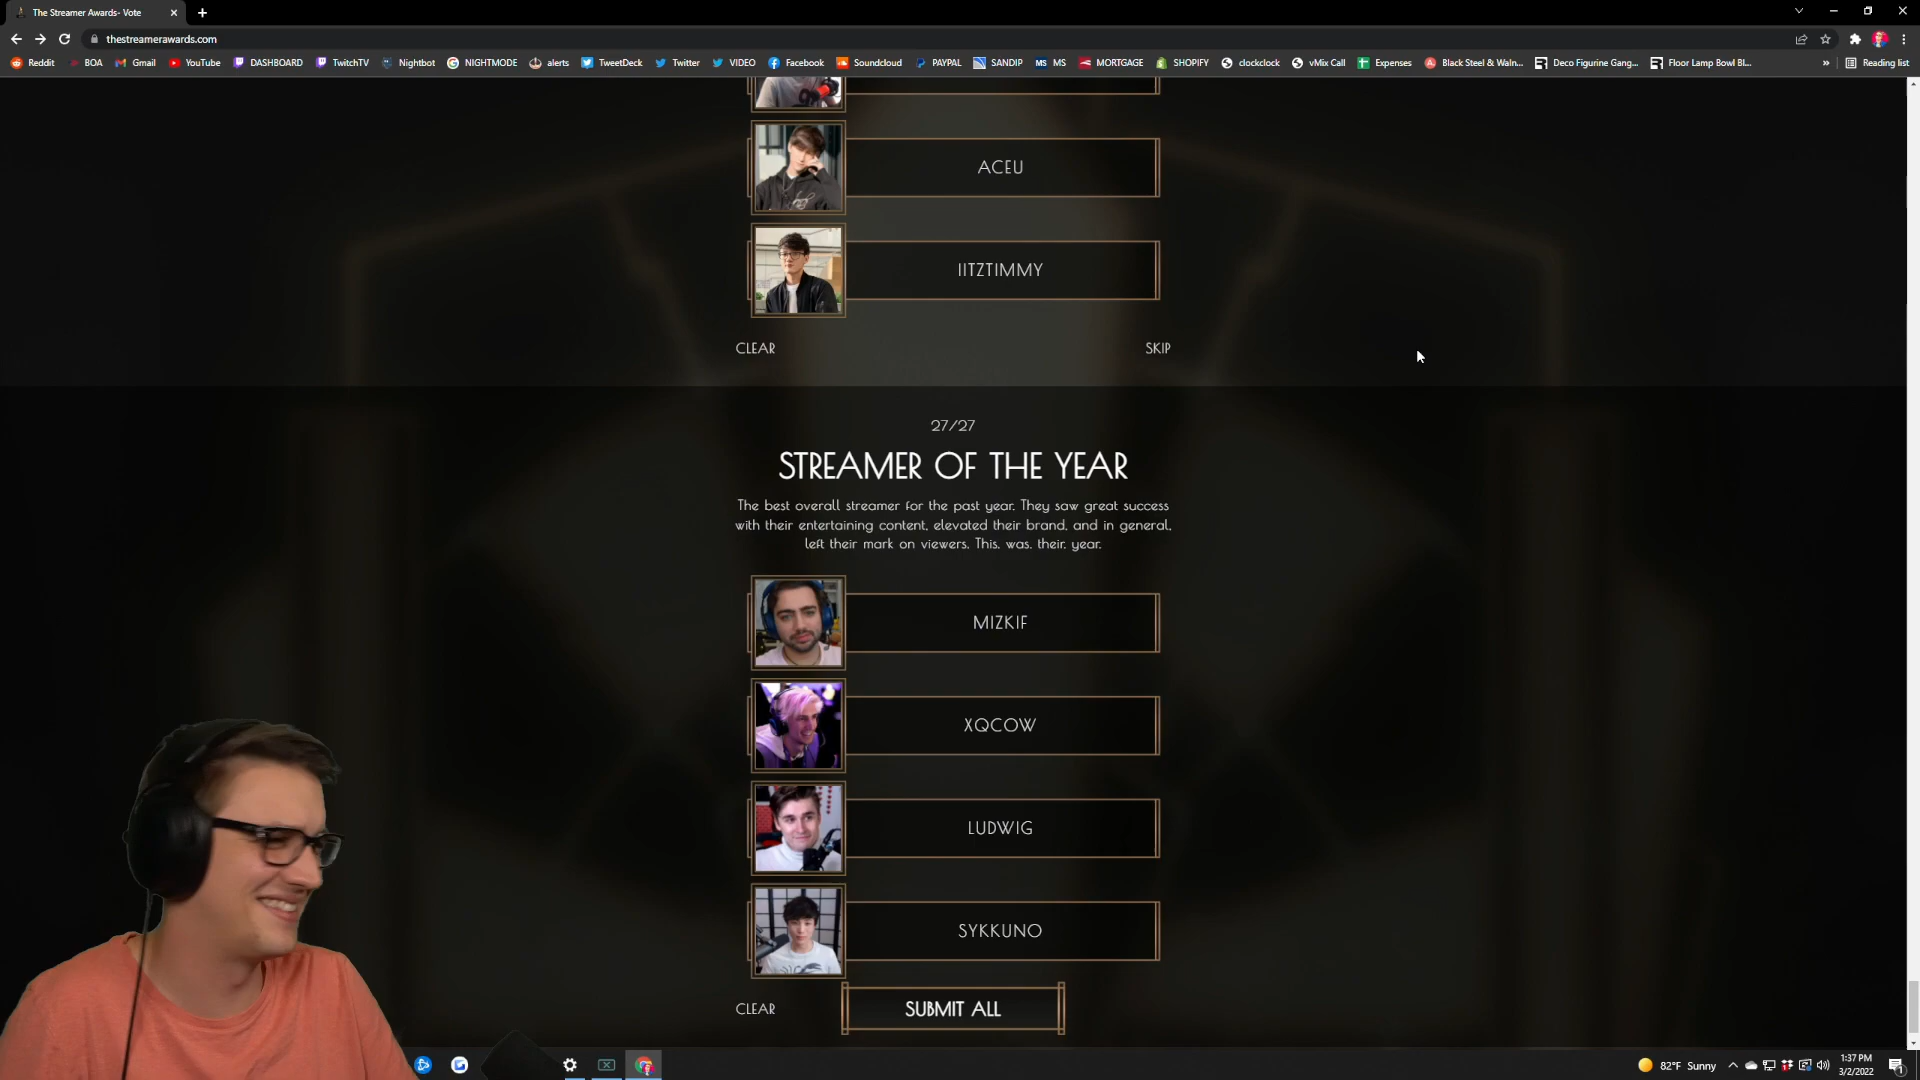 The Streamer Awards- Vote
thestreamerawards.com
Reddit BOA Gmail YouTube DASHBOARD TwitchTV Nightbot NIGHTMODE alerts TweetDeck Twitter VIDEO Facebook Soundcloud PAYPAL SANDIP MS MS MORTGAGE SHOPIFY clockclock vMix Call Expenses Black Steel & Waln... Deco Figurine Gang... Floor Lamp Bowl Bl... » Reading list
ACEU
IITZTIMMY
CLEAR SKIP
27/27
STREAMER OF THE YEAR
The best overall streamer for the past year. They saw great success
with their entertaining content, elevated their brand, and in general,
left their mark on viewers. This. was. their. year.
MIZKIF
XQCOW
LUDWIG
SYKKUNO
CLEAR SUBMIT ALL
82°F Sunny 1:37 PM
3/2/2022